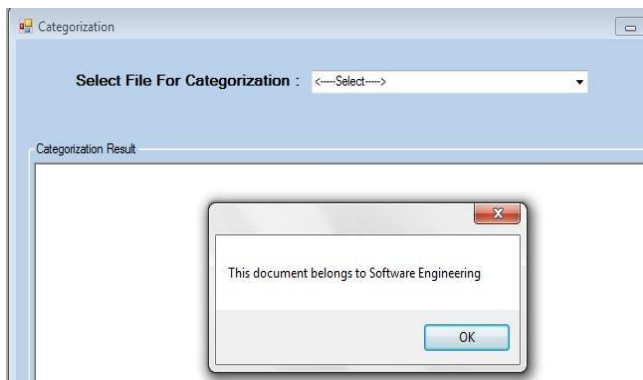 Categorization
Select File For Categorization :
<----Select----->
Categorization Result
This document belongs to Software Engineering
OK